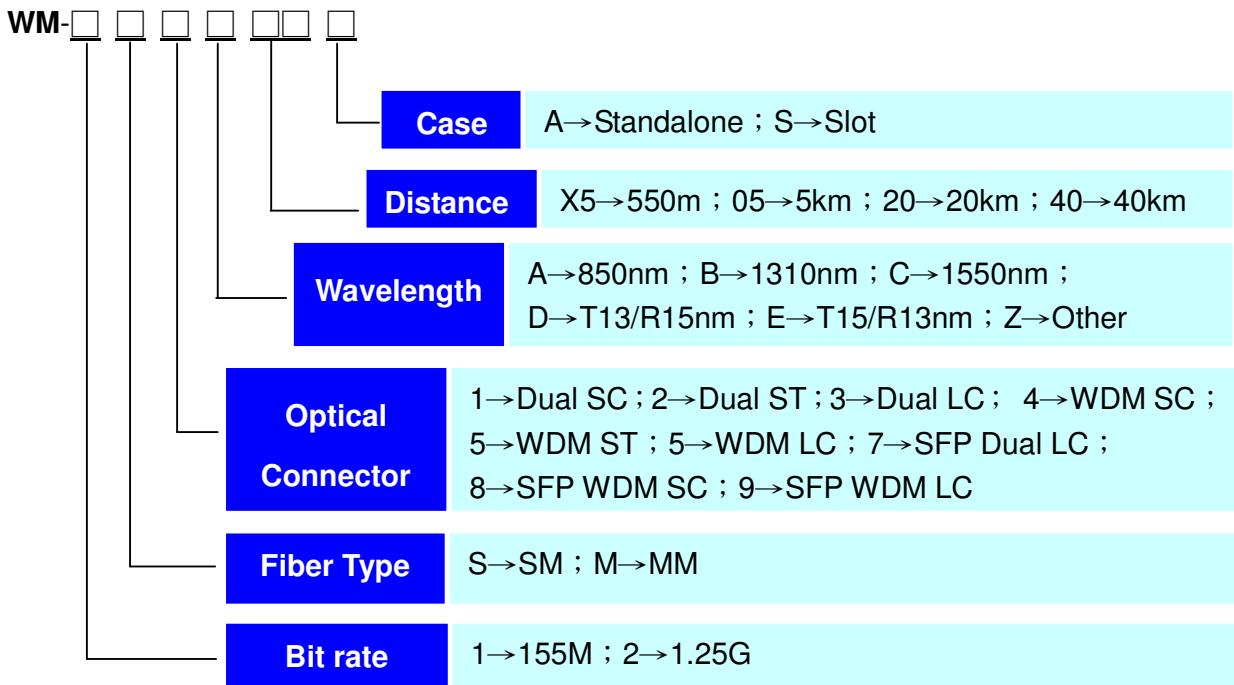 WM-□ □ □ □ □□ □
Case A→Standalone；S→Slot
Distance X5→550m；05→5km；20→20km；40→40km
Wavelength A→850nm；B→1310nm；C→1550nm；
D→T13/R15nm；E→T15/R13nm；Z→Other
Optical 1→Dual SC；2→Dual ST；3→Dual LC； 4→WDM SC；
Connector 5→WDM ST；5→WDM LC；7→SFP Dual LC；
8→SFP WDM SC；9→SFP WDM LC
Fiber Type S→SM；M→MM
Bit rate 1→155M；2→1.25G